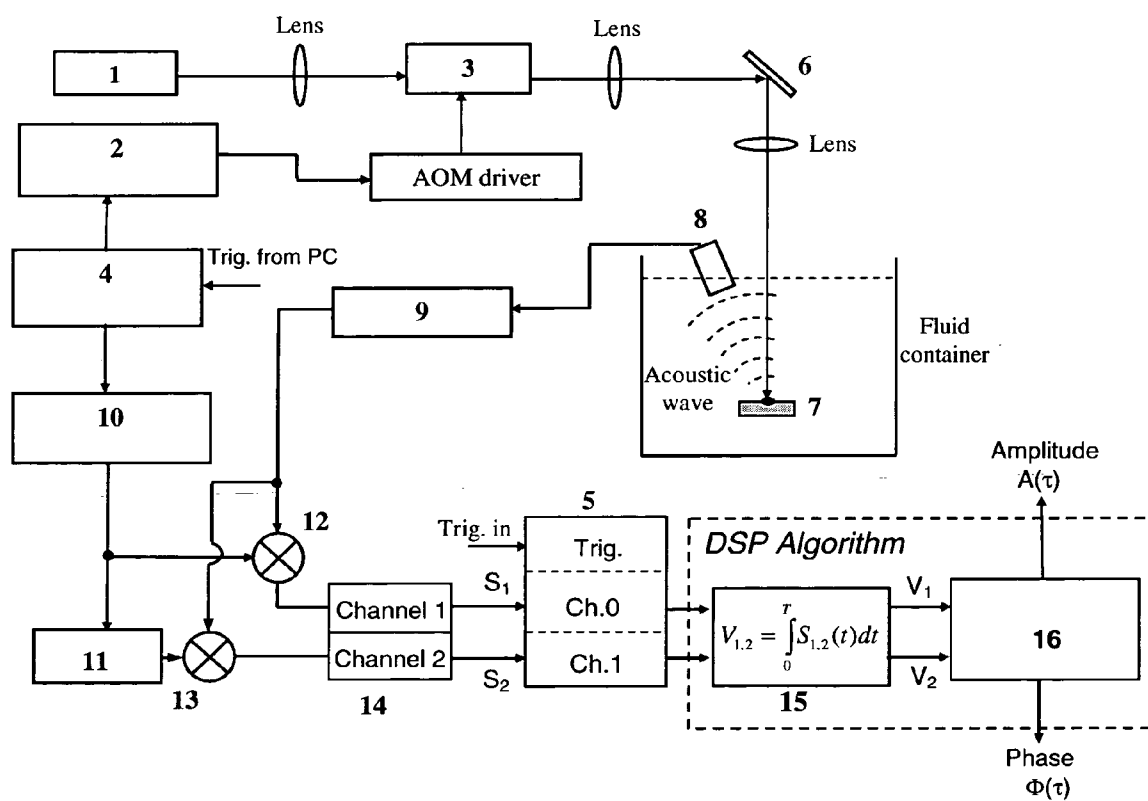 Lens
Lens
1
3
6
2
AOM driver
Lens
8
4
Trig. from PC
9
Fluid
container
Acoustic
wave
7
10
Amplitude
A(τ)
12
5
Trig. in
Trig.
DSP Algorithm
S₁
V₁
Channel 1
Ch.0
V₁,₂ = ∫₀ᵀ S₁,₂(t)dt
16
11
Channel 2
Ch.1
S₂
V₂
13
14
15
Phase
Φ(τ)